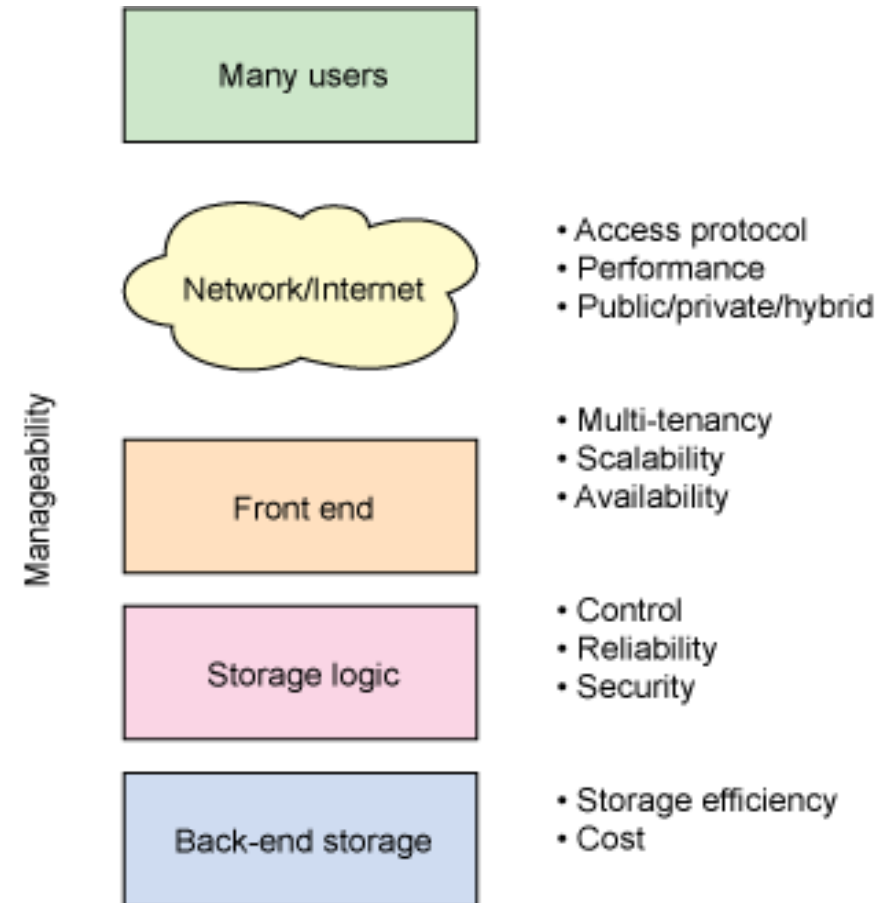 Many users
Network/Internet
• Access protocol
• Performance
• Public/private/hybrid
Manageability
Front end
• Multi-tenancy
• Scalability
• Availability
Storage logic
• Control
• Reliability
• Security
Back-end storage
• Storage efficiency
• Cost